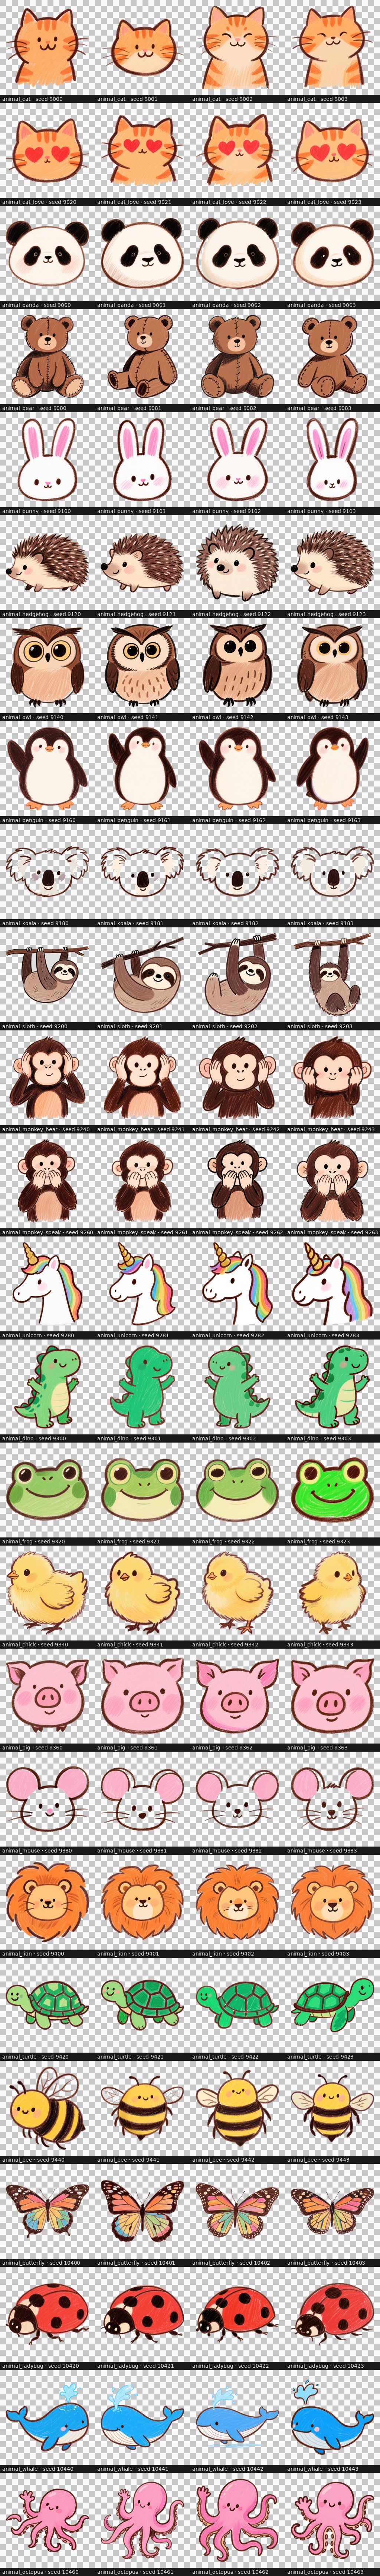 animal_cat · seed 9000 animal_cat · seed 9001 animal_cat · seed 9002 animal_cat · seed 9003
animal_cat_love · seed 9020 animal_cat_love · seed 9021 animal_cat_love · seed 9022 animal_cat_love · seed 9023
animal_panda · seed 9060 animal_panda · seed 9061 animal_panda · seed 9062 animal_panda · seed 9063
animal_bear · seed 9080 animal_bear · seed 9081 animal_bear · seed 9082 animal_bear · seed 9083
animal_bunny · seed 9100 animal_bunny · seed 9101 animal_bunny · seed 9102 animal_bunny · seed 9103
animal_hedgehog · seed 9120 animal_hedgehog · seed 9121 animal_hedgehog · seed 9122 animal_hedgehog · seed 9123
animal_owl · seed 9140 animal_owl · seed 9141 animal_owl · seed 9142 animal_owl · seed 9143
animal_penguin · seed 9160 animal_penguin · seed 9161 animal_penguin · seed 9162 animal_penguin · seed 9163
animal_koala · seed 9180 animal_koala · seed 9181 animal_koala · seed 9182 animal_koala · seed 9183
animal_sloth · seed 9200 animal_sloth · seed 9201 animal_sloth · seed 9202 animal_sloth · seed 9203
animal_monkey_hear · seed 9240 animal_monkey_hear · seed 9241 animal_monkey_hear · seed 9242 animal_monkey_hear · seed 9243
animal_monkey_speak · seed 9260 animal_monkey_speak · seed 9261 animal_monkey_speak · seed 9262 animal_monkey_speak · seed 9263
animal_unicorn · seed 9280 animal_unicorn · seed 9281 animal_unicorn · seed 9282 animal_unicorn · seed 9283
animal_dino · seed 9300 animal_dino · seed 9301 animal_dino · seed 9302 animal_dino · seed 9303
animal_frog · seed 9320 animal_frog · seed 9321 animal_frog · seed 9322 animal_frog · seed 9323
animal_chick · seed 9340 animal_chick · seed 9341 animal_chick · seed 9342 animal_chick · seed 9343
animal_pig · seed 9360 animal_pig · seed 9361 animal_pig · seed 9362 animal_pig · seed 9363
animal_mouse · seed 9380 animal_mouse · seed 9381 animal_mouse · seed 9382 animal_mouse · seed 9383
animal_lion · seed 9400 animal_lion · seed 9401 animal_lion · seed 9402 animal_lion · seed 9403
animal_turtle · seed 9420 animal_turtle · seed 9421 animal_turtle · seed 9422 animal_turtle · seed 9423
animal_bee · seed 9440 animal_bee · seed 9441 animal_bee · seed 9442 animal_bee · seed 9443
animal_butterfly · seed 10400 animal_butterfly · seed 10401 animal_butterfly · seed 10402 animal_butterfly · seed 10403
animal_ladybug · seed 10420 animal_ladybug · seed 10421 animal_ladybug · seed 10422 animal_ladybug · seed 10423
animal_whale · seed 10440 animal_whale · seed 10441 animal_whale · seed 10442 animal_whale · seed 10443
animal_octopus · seed 10460 animal_octopus · seed 10461 animal_octopus · seed 10462 animal_octopus · seed 10463